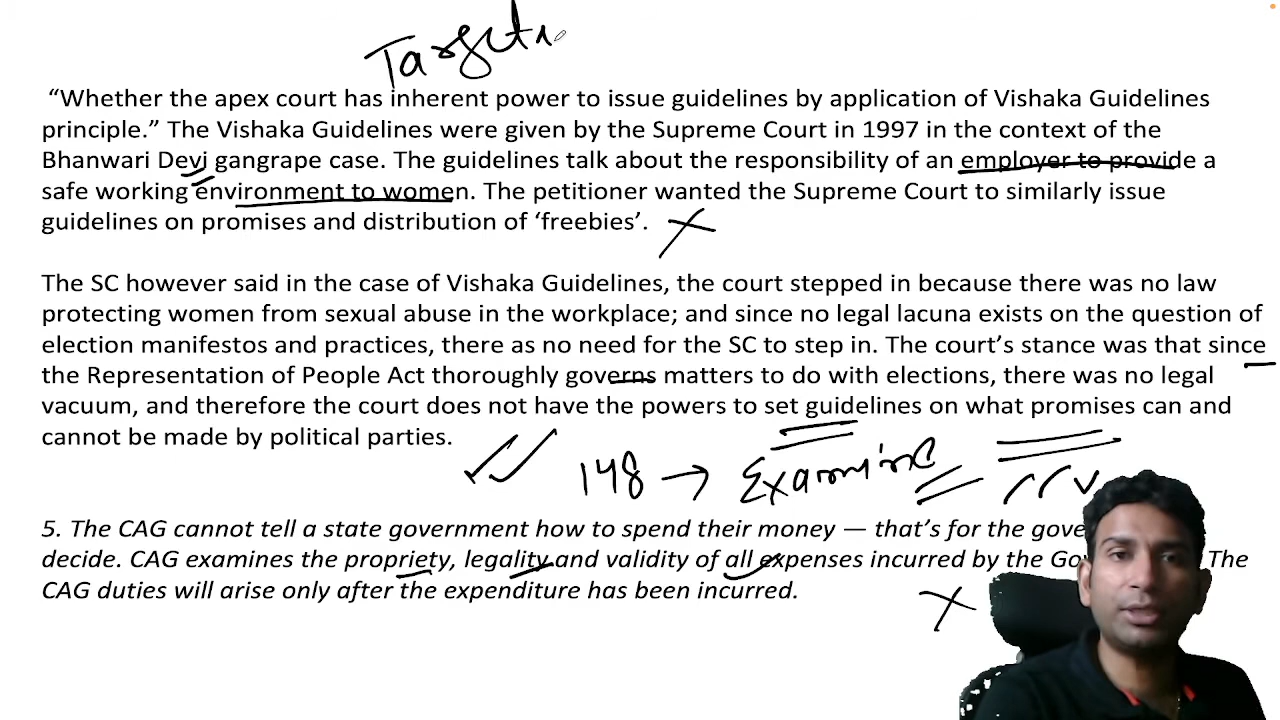 Targeti
“Whether the apex court has inherent power to issue guidelines by application of Vishaka Guidelines
principle.” The Vishaka Guidelines were given by the Supreme Court in 1997 in the context of the
Bhanwari Devi gangrape case. The guidelines talk about the responsibility of an employer to provide a
safe working environment to women. The petitioner wanted the Supreme Court to similarly issue
guidelines on promises and distribution of ‘freebies’.
The SC however said in the case of Vishaka Guidelines, the court stepped in because there was no law
protecting women from sexual abuse in the workplace; and since no legal lacuna exists on the question of
election manifestos and practices, there as no need for the SC to step in. The court’s stance was that since
the Representation of People Act thoroughly governs matters to do with elections, there was no legal
vacuum, and therefore the court does not have the powers to set guidelines on what promises can and
cannot be made by political parties.
148 →
5. The CAG cannot tell a state government how to spend their money — that’s for the
decide. CAG examines the propriety, legality and validity of all expenses incurred by the The
CAG duties will arise only after the expenditure has been incurred.